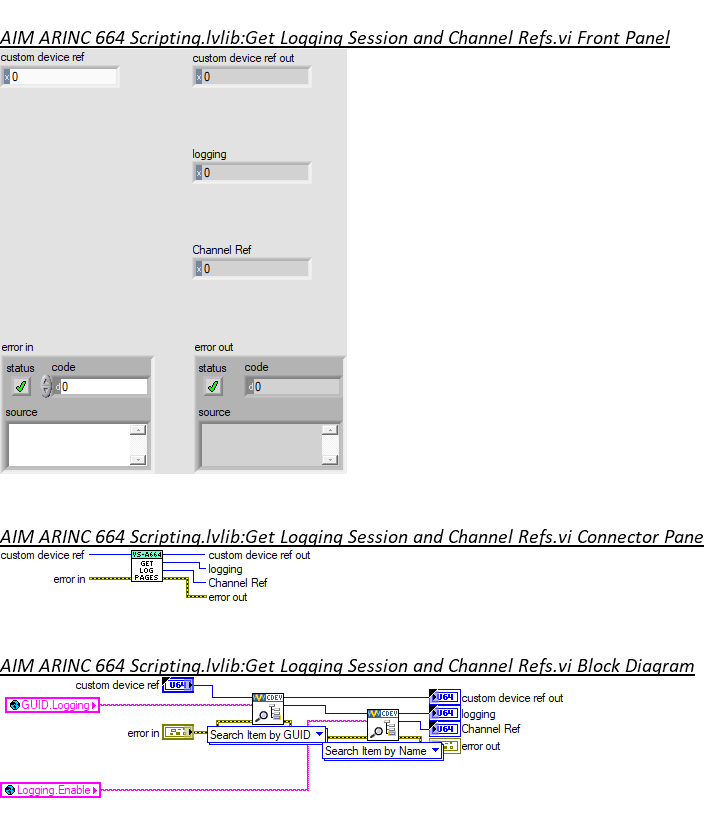 AIM ARINC 664 Scripting.lvlib:Get Logging Session and Channel Refs.vi Front Panel
custom device ref
custom device ref out
x 0
x 0
logging
x 0
Channel Ref
x 0
error in
error out
status code
status code
d 0
d 0
source
source
AIM ARINC 664 Scripting.lvlib:Get Logging Session and Channel Refs.vi Connector Pane
custom device ref
VS-A664
GET
LOG
PAGES
custom device ref out
logging
error in
Channel Ref
error out
AIM ARINC 664 Scripting.lvlib:Get Logging Session and Channel Refs.vi Block Diagram
custom device ref U64
CDEV
U64 custom device ref out
GUID.Logging
CDEV
U64 logging
U64 Channel Ref
error in
Search Item by GUID
error out
Search Item by Name
Logging.Enable